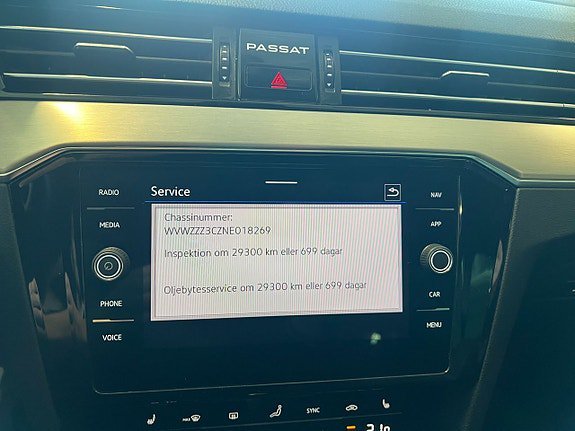 PASSAT
RADIO
Service
NAV
MEDIA
Chassinummer:
WVWZZZ3CZNE018269
APP
Inspektion om 29300 km eller 699 dagar
PHONE
Oljebytesservice om 29300 km eller 699 dagar
CAR
VOICE
MENU
MAX
SYNC